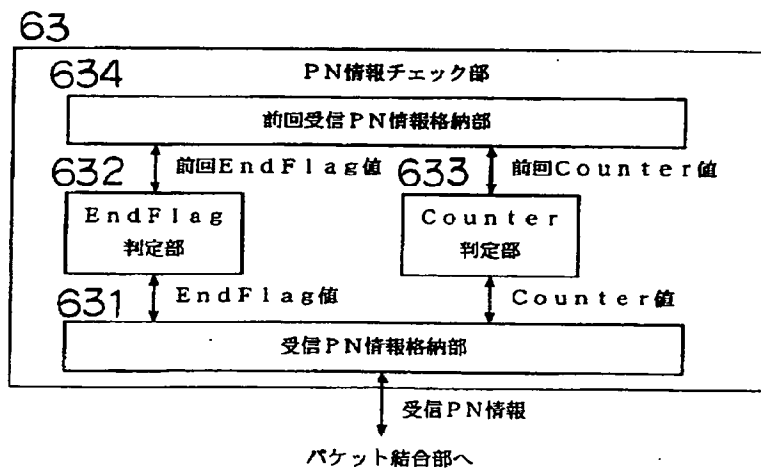 63
634
PN情報チェック部
前回受信PN情報格納部
632
前回EndFlag値
633
前回Counter値
EndFlag
判定部
Counter
判定部
631
EndFlag値
Counter値
受信PN情報格納部
受信PN情報
パケット結合部へ